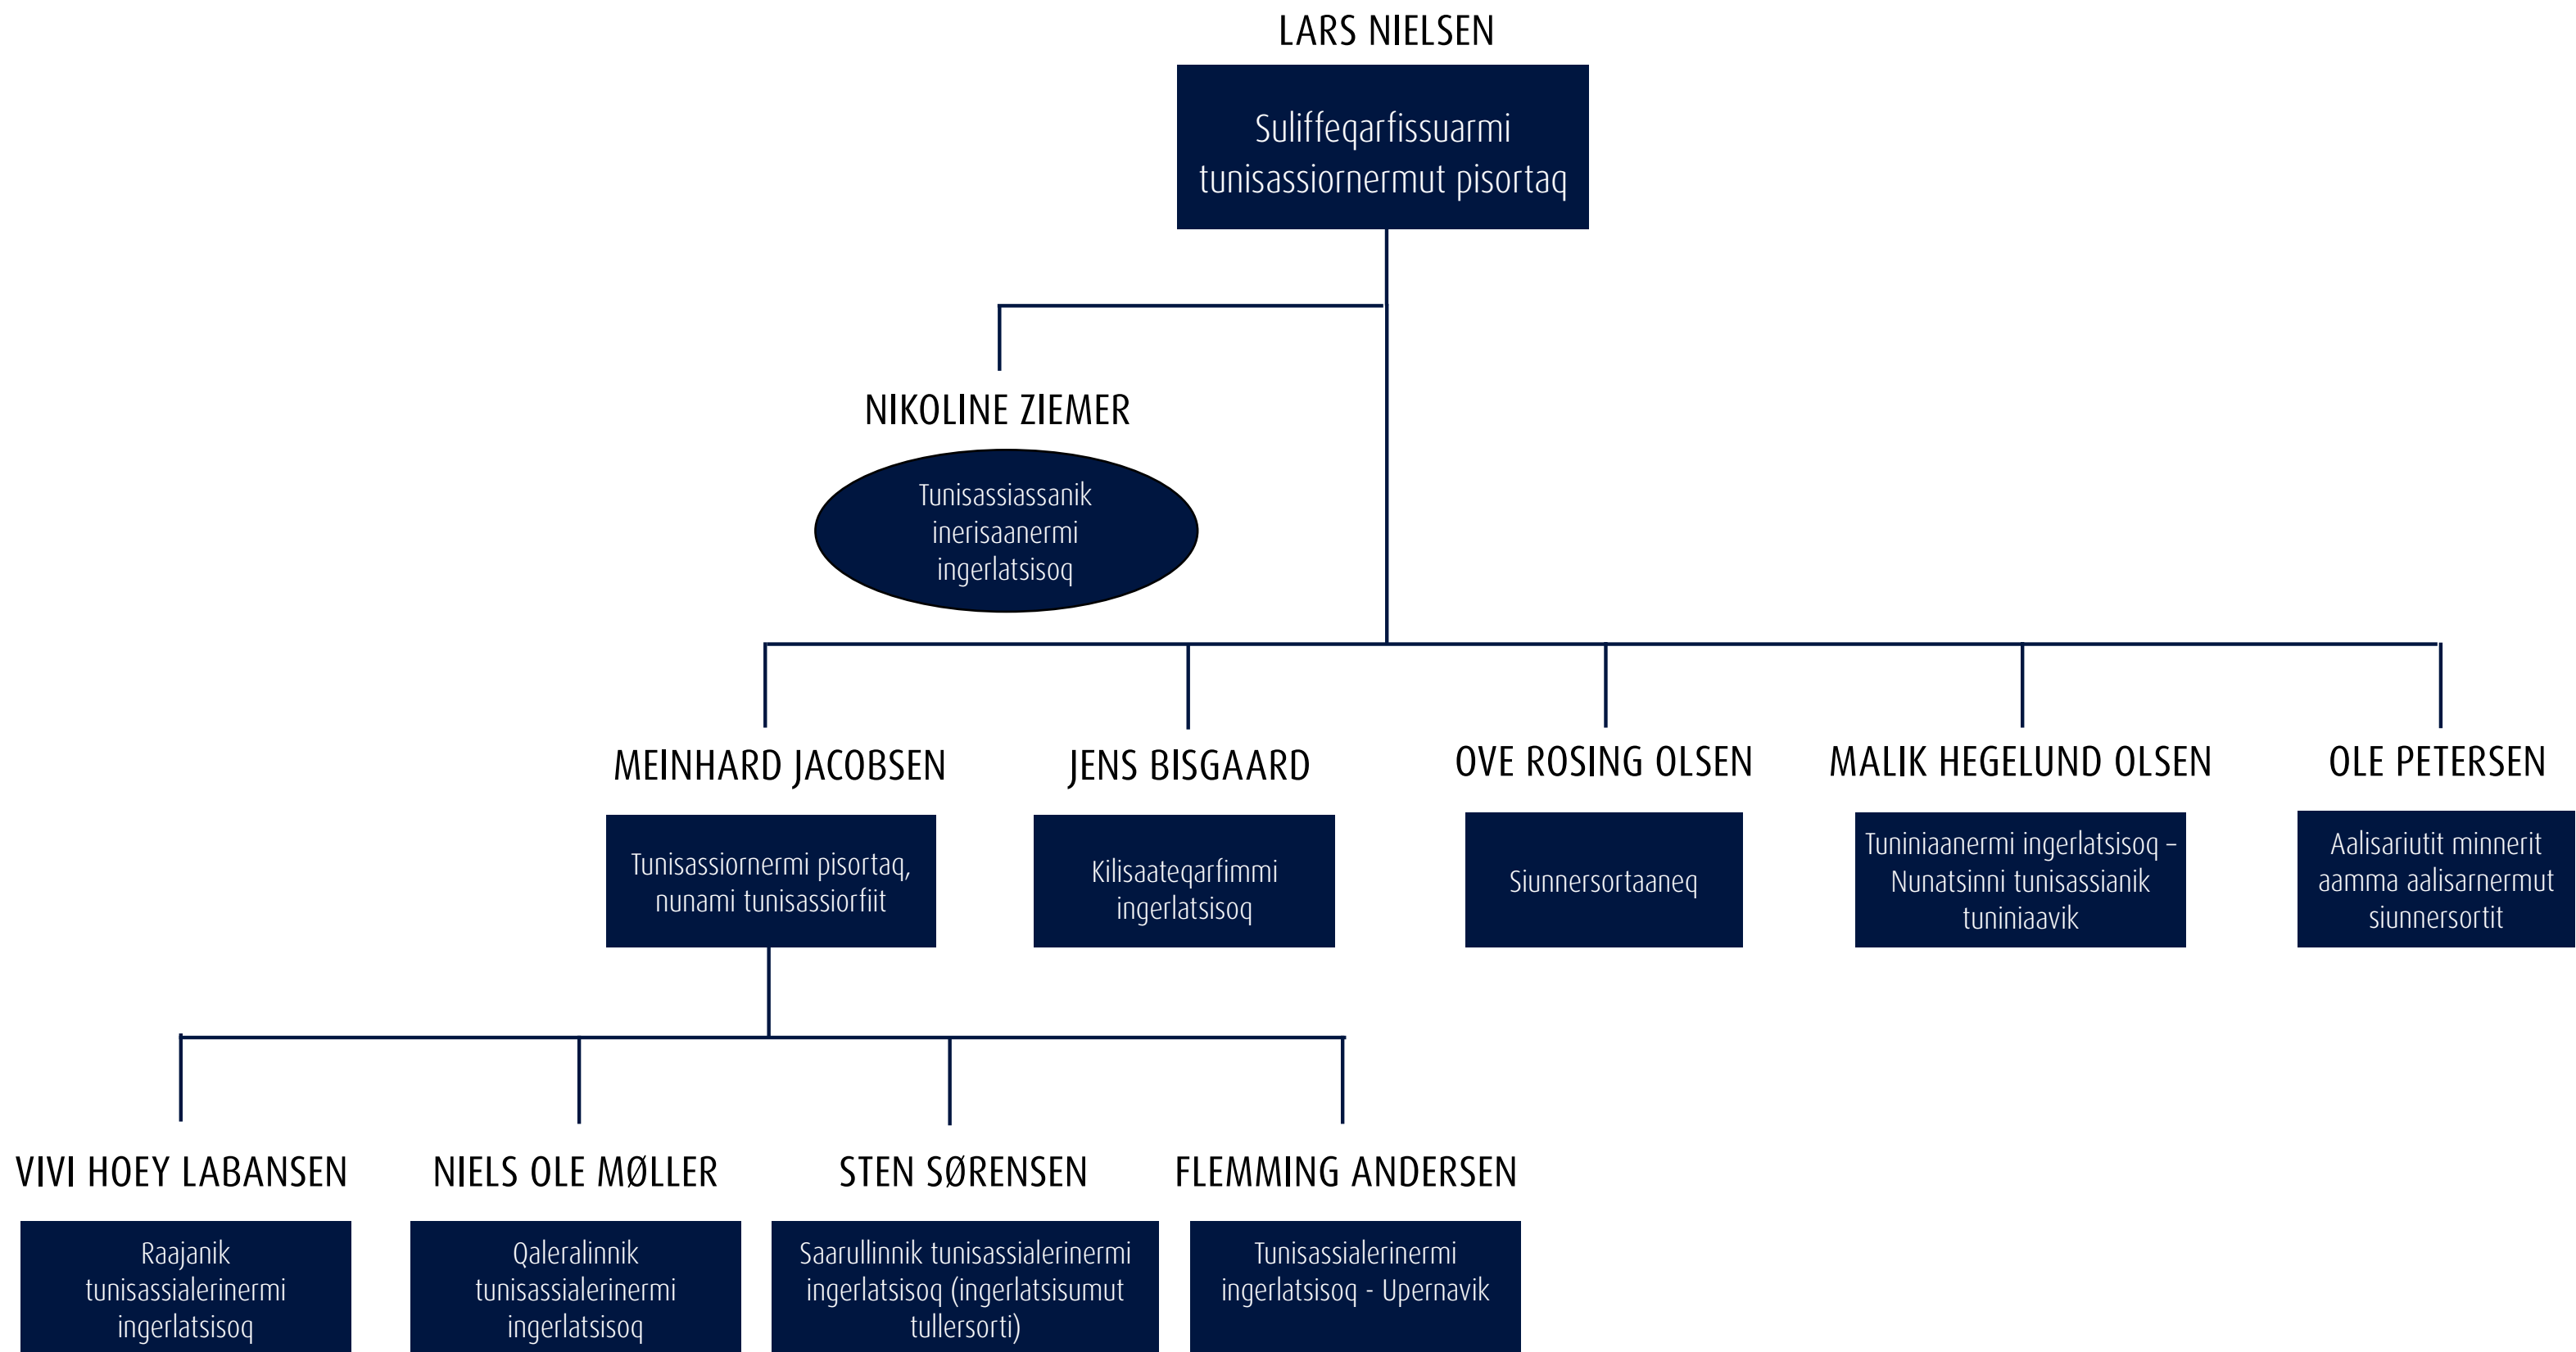 LARS NIELSEN
Suliffeqarfissuarmi
tunisassiornermut pisortaq
NIKOLINE ZIEMER
Tunisassiassanik
inerisaanermi
ingerlatsisoq
MEINHARD JACOBSEN
Tunisassiornermi pisortaq,
nunami tunisassiorfiit
JENS BISGAARD
Kilisaateqarfimmi
ingerlatsisoq
OVE ROSING OLSEN
Siunnersortaaneq
MALIK HEGELUND OLSEN
Tuniniaanermi ingerlatsisoq –
Nunatsinni tunisassianik
tuniniaavik
OLE PETERSEN
Aalisariutit minnerit
aamma aalisarnermut
siunnersortit
VIVI HOEY LABANSEN
Raajanik
tunisassialerinermi
ingerlatsisoq
NIELS OLE MØLLER
Qaleralinnik
tunisassialerinermi
ingerlatsisoq
STEN SØRENSEN
Saarullinnik tunisassialerinermi
ingerlatsisoq (ingerlatsisumut
tullersorti)
FLEMMING ANDERSEN
Tunisassialerinermi
ingerlatsisoq - Upernavik